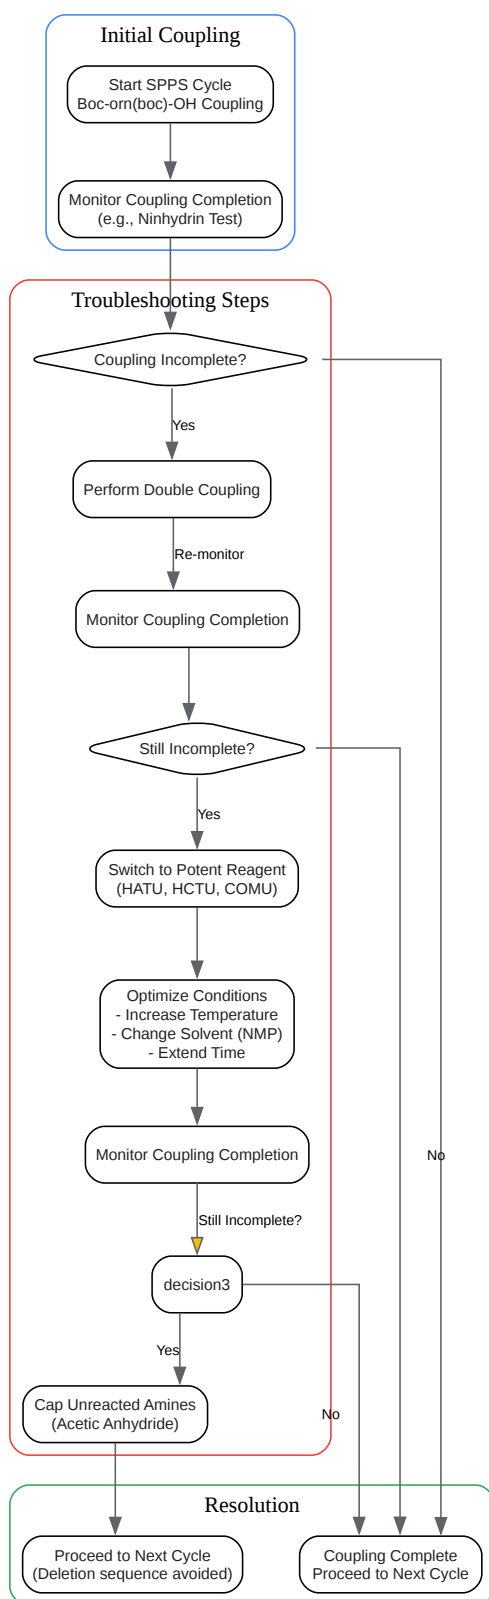 Initial Coupling
Start SPPS Cycle
Boc-orn(boc)-OH Coupling
Monitor Coupling Completion
(e.g., Ninhydrin Test)
Troubleshooting Steps
Coupling Incomplete?
Yes
Perform Double Coupling
Re-monitor
Monitor Coupling Completion
Still Incomplete?
Yes
Switch to Potent Reagent
(HATU, HCTU, COMU)
Optimize Conditions
- Increase Temperature
- Change Solvent (NMP)
- Extend Time
Monitor Coupling Completion
No
Still Incomplete?
decision3
Yes
Cap Unreacted Amines
(Acetic Anhydride)
No
Resolution
Proceed to Next Cycle
(Deletion sequence avoided)
Coupling Complete
Proceed to Next Cycle